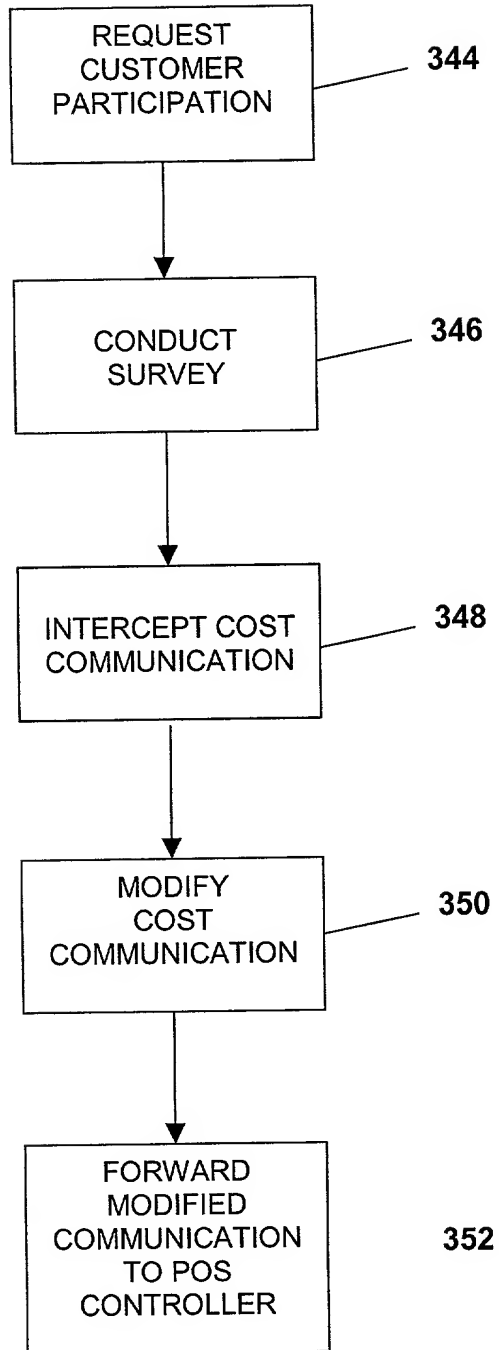 REQUEST
CUSTOMER
PARTICIPATION
344
CONDUCT
SURVEY
346
INTERCEPT COST
COMMUNICATION
348
MODIFY
COST
COMMUNICATION
350
FORWARD
MODIFIED
COMMUNICATION
TO POS
CONTROLLER
352